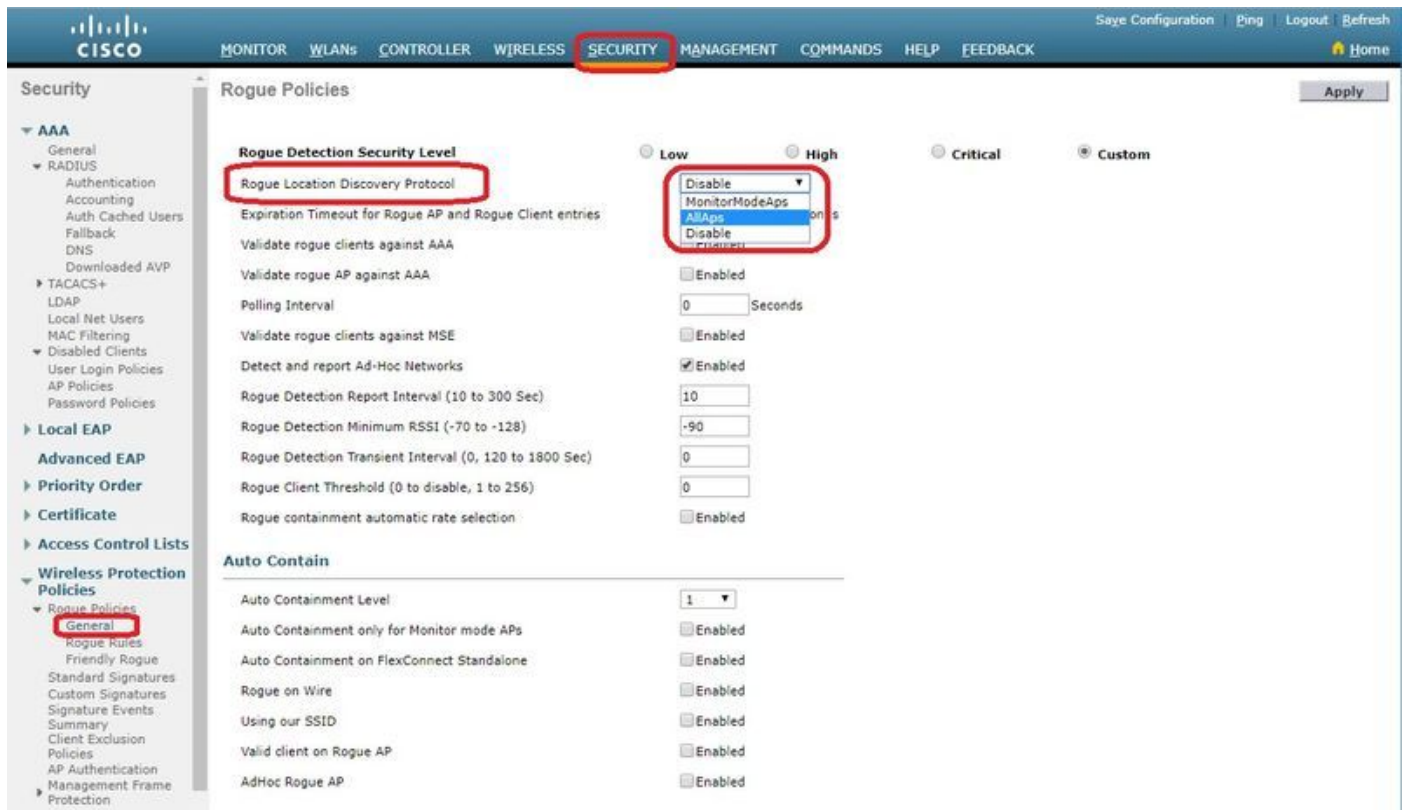 Save Configuration Ping Logout Refresh
CISCO
MONITOR WLANs CONTROLLER WIRELESS SECURITY MANAGEMENT COMMANDS HELP FEEDBACK
Home
Security
AAA
General
RADIUS
Authentication
Accounting
Auth Cached Users
Fallback
DNS
Downloaded AVP
TACACS+
LDAP
Local Net Users
MAC Filtering
Disabled Clients
User Login Policies
AP Policies
Password Policies
Local EAP
Advanced EAP
Priority Order
Certificate
Access Control Lists
Wireless Protection
Policies
Rogue Policies
General
Rogue Rules
Friendly Rogue
Standard Signatures
Custom Signatures
Signature Events
Summary
Client Exclusion
Policies
AP Authentication
Management Frame
Protection
Rogue Policies
Apply
Rogue Detection Security Level Low High Critical Custom
Rogue Location Discovery Protocol Disable
MonitorModeAps
AllAps
Disable
Expiration Timeout for Rogue AP and Rogue Client entries
Validate rogue clients against AAA Enabled
Validate rogue AP against AAA Enabled
Polling Interval 0 Seconds
Validate rogue clients against MSE Enabled
Detect and report Ad-Hoc Networks Enabled
Rogue Detection Report Interval (10 to 300 Sec) 10
Rogue Detection Minimum RSSI (-70 to -128) -90
Rogue Detection Transient Interval (0, 120 to 1800 Sec) 0
Rogue Client Threshold (0 to disable, 1 to 256) 0
Rogue containment automatic rate selection Enabled
Auto Contain
Auto Containment Level 1
Auto Containment only for Monitor mode APs Enabled
Auto Containment on FlexConnect Standalone Enabled
Rogue on Wire Enabled
Using our SSID Enabled
Valid client on Rogue AP Enabled
AdHoc Rogue AP Enabled